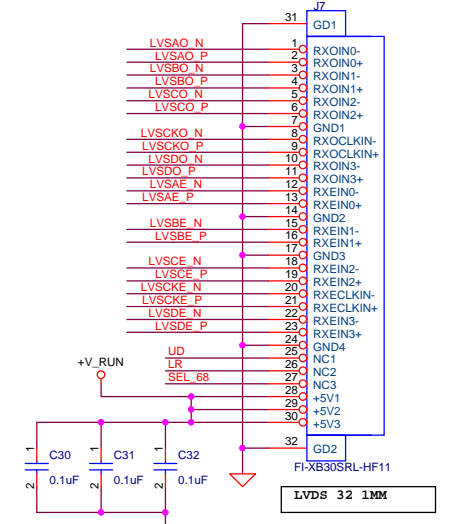 J7
31 GD1
LVSAO_N 1 RXOIN0-
LVSAO_P 2 RXOIN0+
LVSBO_N 3 RXOIN1-
LVSBO_P 4 RXOIN1+
LVSCO_N 5 RXOIN2-
LVSCO_P 6 RXOIN2+
7 GND1
LVSCKO_N 8 RXOCLKIN-
LVSCKO_P 9 RXOCLKIN+
LVSDO_N 10 RXOIN3-
LVSDO_P 11 RXOIN3+
LVSAE_N 12 RXEIN0-
LVSAE_P 13 RXEIN0+
14 GND2
LVSBE_N 15 RXEIN1-
LVSBE_P 16 RXEIN1+
17 GND3
LVSCE_N 18 RXEIN2-
LVSCE_P 19 RXEIN2+
LVSCKE_N 20 RXECLKIN-
LVSCKE_P 21 RXECLKIN+
LVSDE_N 22 RXEIN3-
LVSDE_P 23 RXEIN3+
24 GND4
UD 25 NC1
LR 26 NC2
SEL_68 27 NC3
+V_RUN
28 +5V1
29 +5V2
30 +5V3
32 GD2
FI-XB30SRL-HF11
1 C30 1 C31 1 C32
2 0.1uF 2 0.1uF 2 0.1uF
LVDS 32 1MM